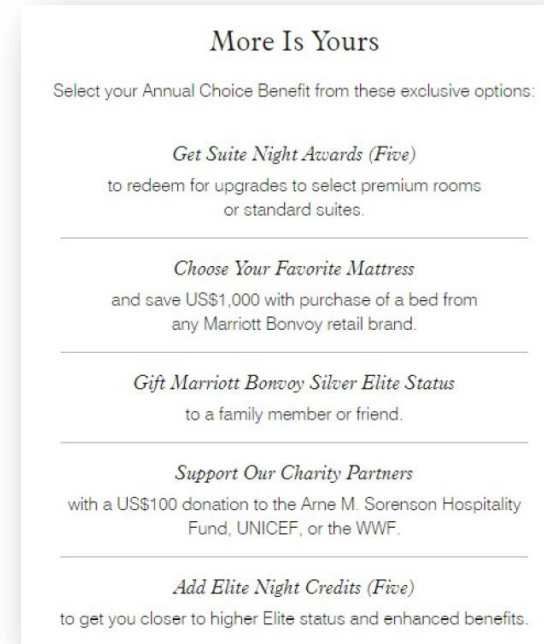 More Is Yours
Select your Annual Choice Benefit from these exclusive options:
Get Suite Night Awards (Five)
to redeem for upgrades to select premium rooms
or standard suites.
Choose Your Favorite Mattress
and save US$1,000 with purchase of a bed from
any Marriott Bonvoy retail brand.
Gift Marriott Bonvoy Silver Elite Status
to a family member or friend.
Support Our Charity Partners
with a US$100 donation to the Arne M. Sorenson Hospitality
Fund, UNICEF, or the WWF.
Add Elite Night Credits (Five)
to get you closer to higher Elite status and enhanced benefits.